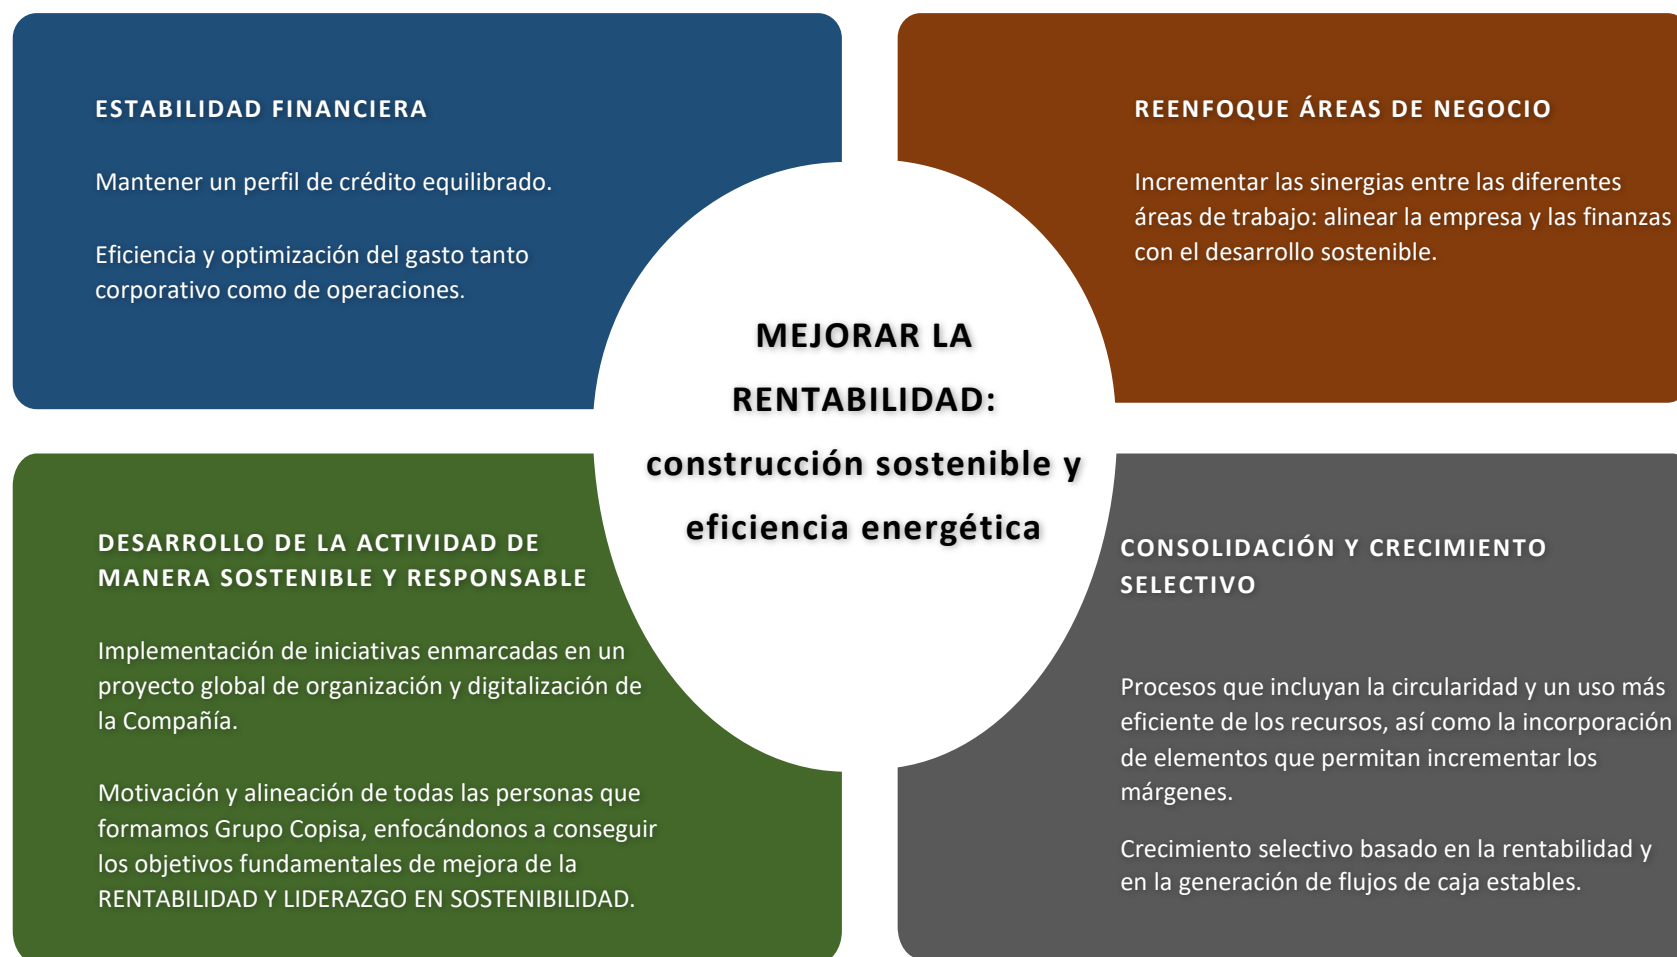 ESTABILIDAD FINANCIERA
Mantener un perfil de crédito equilibrado.
Eficiencia y optimización del gasto tanto
corporativo como de operaciones.
REENFOQUE ÁREAS DE NEGOCIO
Incrementar las sinergias entre las diferentes
áreas de trabajo: alinear la empresa y las finanzas
con el desarrollo sostenible.
MEJORAR LA
RENTABILIDAD:
construcción sostenible y
eficiencia energética
DESARROLLO DE LA ACTIVIDAD DE
MANERA SOSTENIBLE Y RESPONSABLE
Implementación de iniciativas enmarcadas en un
proyecto global de organización y digitalización de
la Compañía.
Motivación y alineación de todas las personas que
formamos Grupo Copisa, enfocándonos a conseguir
los objetivos fundamentales de mejora de la
RENTABILIDAD Y LIDERAZGO EN SOSTENIBILIDAD.
CONSOLIDACIÓN Y CRECIMIENTO
SELECTIVO
Procesos que incluyan la circularidad y un uso más
eficiente de los recursos, así como la incorporación
de elementos que permitan incrementar los
márgenes.
Crecimiento selectivo basado en la rentabilidad y
en la generación de flujos de caja estables.